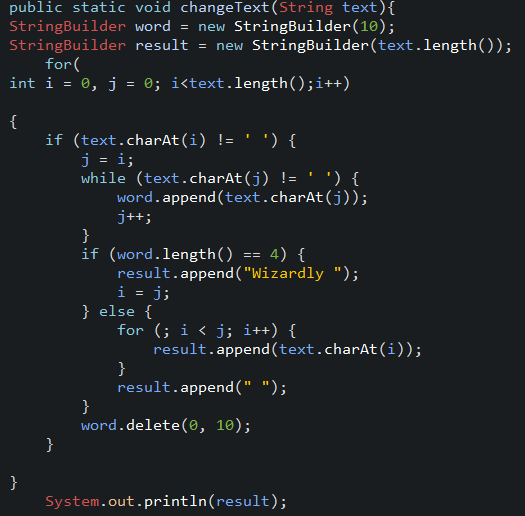 public static void changeText(String text){
StringBuilder word = new StringBuilder(10);
StringBuilder result = new StringBuilder(text.length());
    for(
int i = 0, j = 0; i<text.length();i++)

{
    if (text.charAt(i) != ' ') {
        j = i;
        while (text.charAt(j) != ' ') {
            word.append(text.charAt(j));
            j++;
        }
        if (word.length() == 4) {
            result.append("Wizardly ");
            i = j;
        } else {
            for (; i < j; i++) {
                result.append(text.charAt(i));
            }
            result.append(" ");
        }
        word.delete(0, 10);
    }

}
    System.out.println(result);